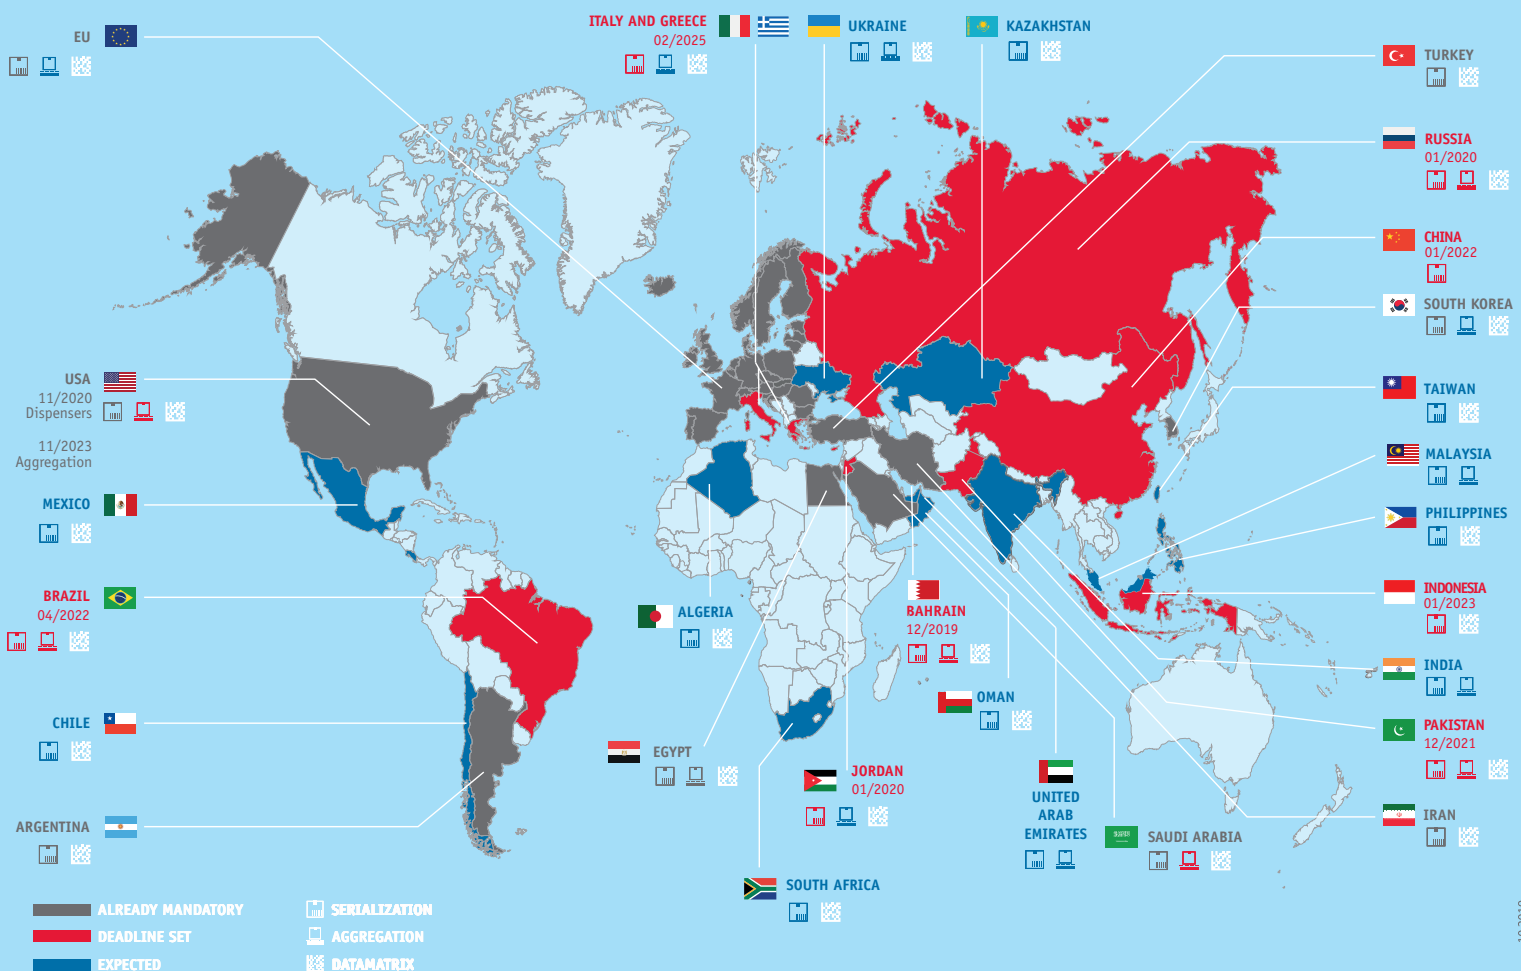 EU
ITALY AND GREECE
02/2025
UKRAINE
KAZAKHSTAN
TURKEY
RUSSIA
01/2020
CHINA
01/2022
SOUTH KOREA
USA
11/2020
Dispensers
11/2023
Aggregation
TAIWAN
MALAYSIA
MEXICO
PHILIPPINES
BRAZIL
04/2022
ALGERIA
BAHRAIN
12/2019
INDONESIA
01/2023
INDIA
OMAN
CHILE
PAKISTAN
12/2021
EGYPT
JORDAN
01/2020
UNITED
ARAB
EMIRATES
ARGENTINA
SAUDI ARABIA
IRAN
SOUTH AFRICA
ALREADY MANDATORY
SERIALIZATION
DEADLINE SET
AGGREGATION
EXPECTED
DATAMATRIX